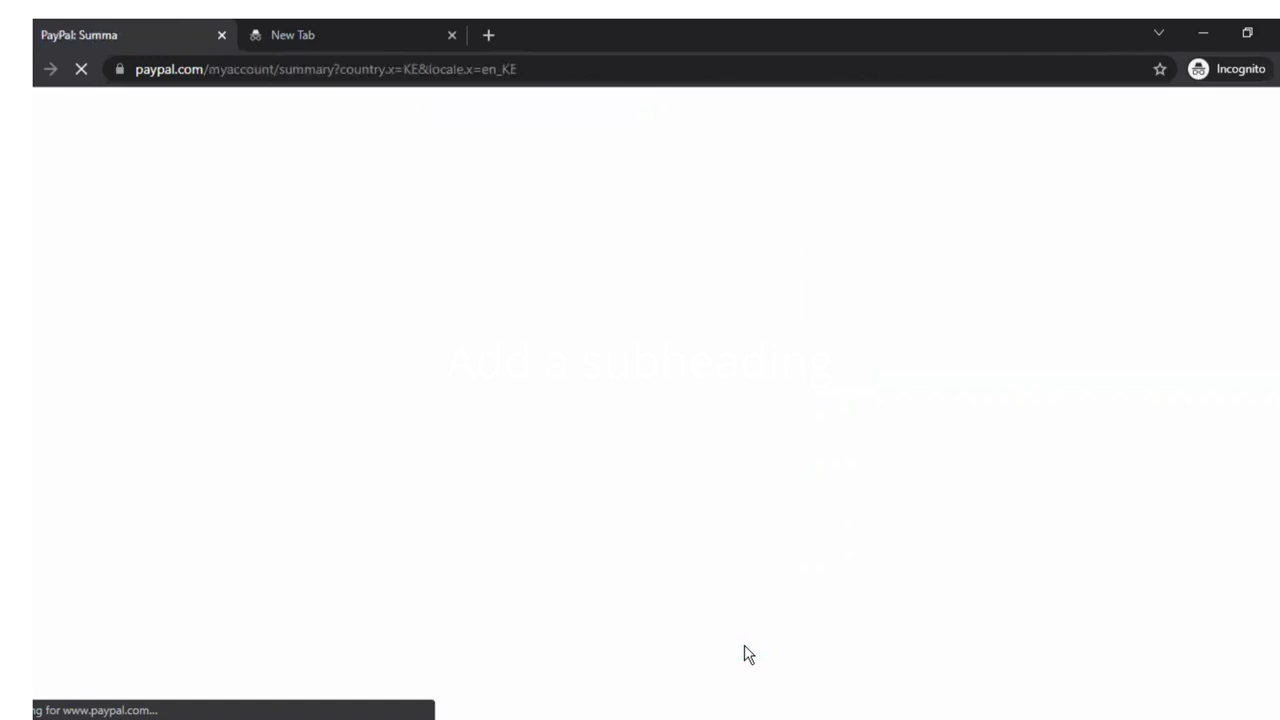 PayPal: Summa
New Tab
paypal.com/myaccount/summary?country.x=KE&locale.x=en_KE
Incognito
Add a subheading
ng for www.paypal.com...